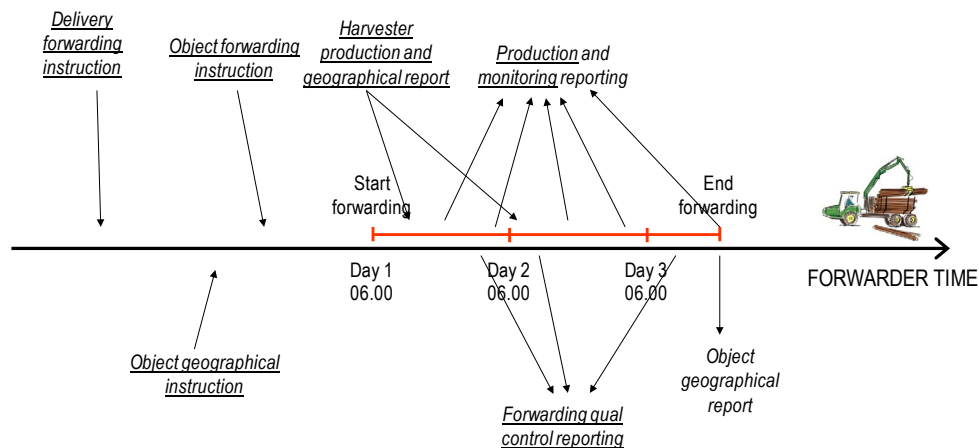 Delivery
forwarding
instruction
Object forwarding
instruction
Harvester
production and
geographical report
Production and
monitoring reporting
Start
forwarding
End
forwarding
Day 1
06.00
Day 2
06.00
Day 3
06.00
FORWARDER TIME
Object geographical
instruction
Forwarding qual
control reporting
Object
geographical
report